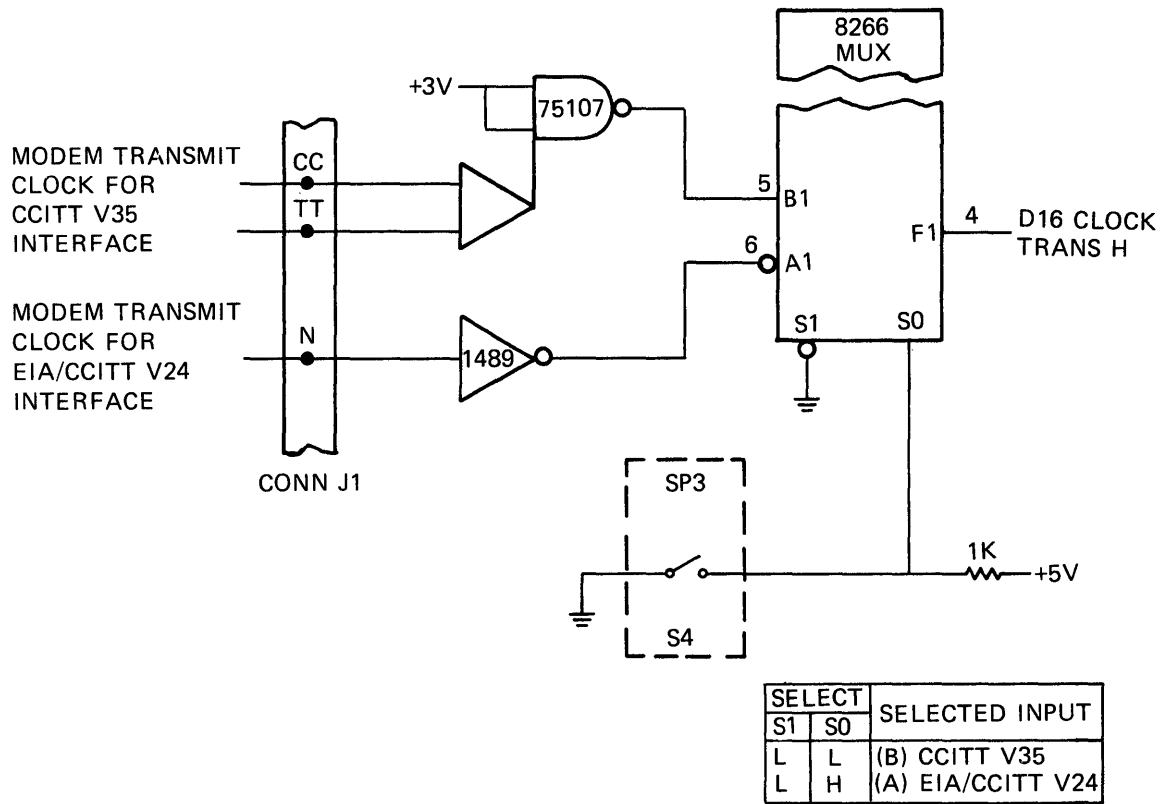 8266
MUX
+3V
75107
MODEM TRANSMIT
CLOCK FOR
CCITT V35
INTERFACE
CC
TT
5
B1
6
A1
F1
4
D16 CLOCK
TRANS H
MODEM TRANSMIT
CLOCK FOR
EIA/CCITT V24
INTERFACE
N
1489
S1
S0
CONN J1
SP3
S4
1K
+5V
SELECT
SELECTED INPUT
S1 S0
L L (B) CCITT V35
L H (A) EIA/CCITT V24